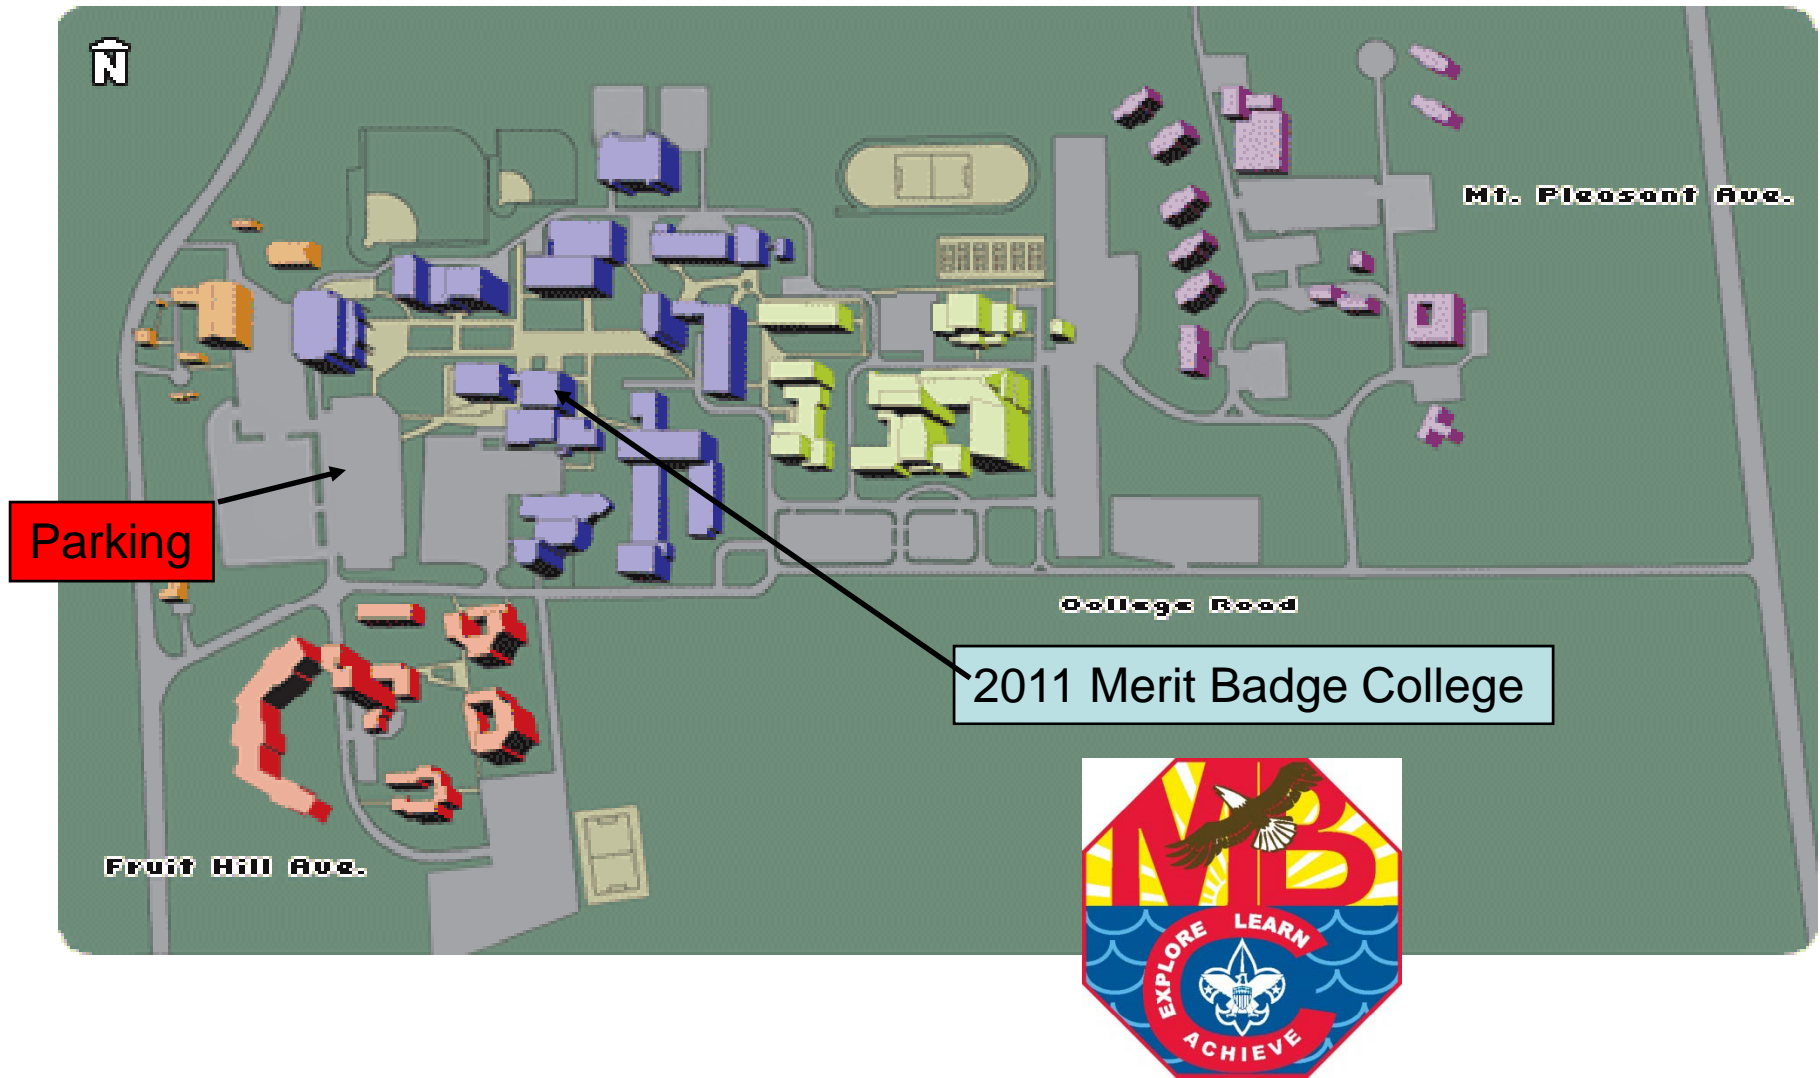 N
Mt. Pleasant Ave.
Parking
College Road
2011 Merit Badge College
Fruit Hill Ave.
MB
EXPLORE LEARN
C
ACHIEVE